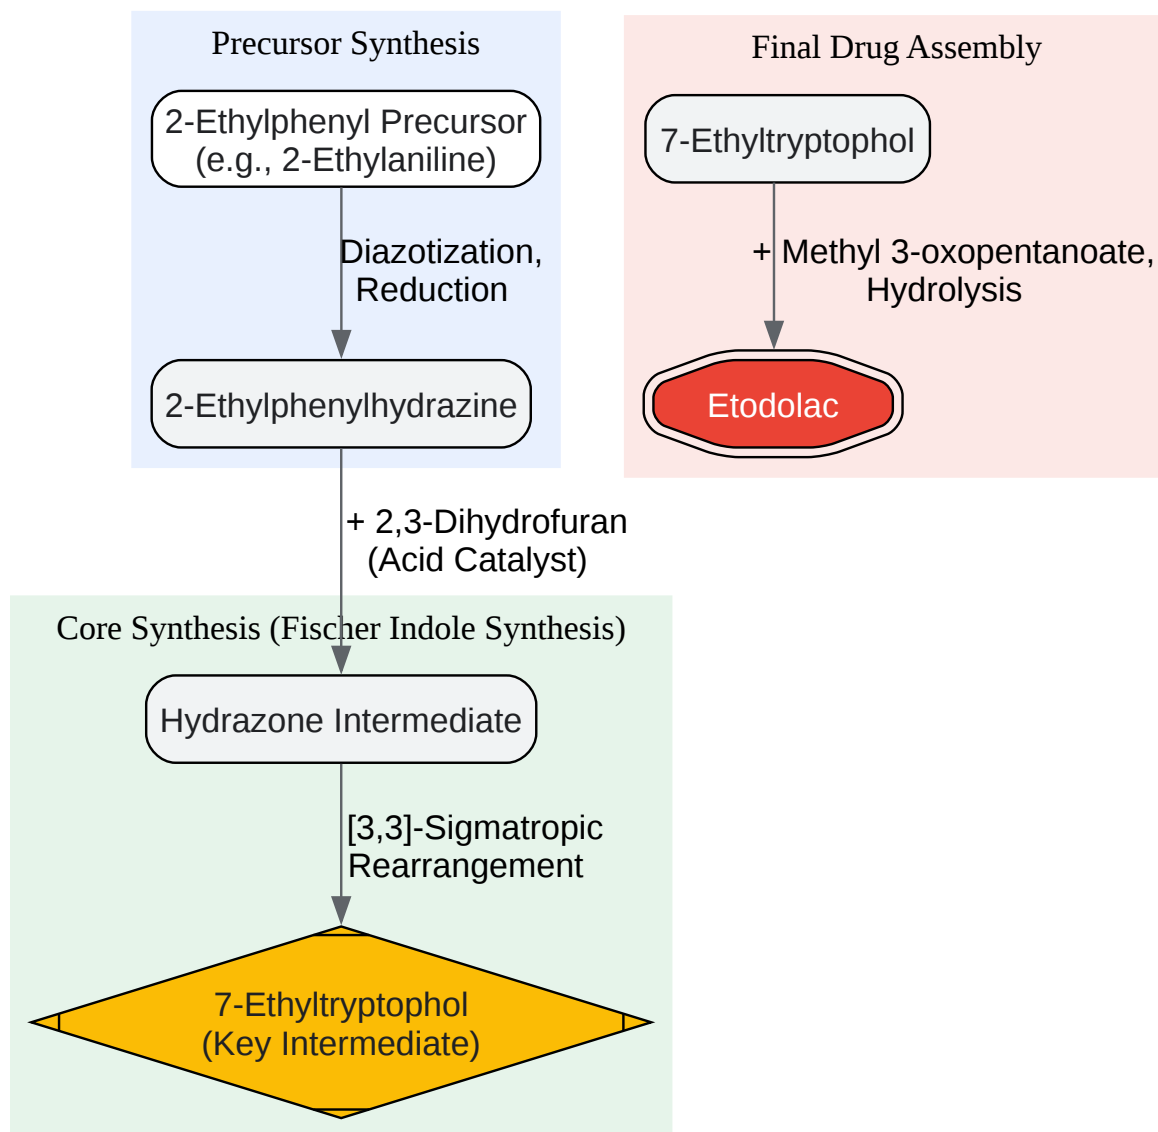 Precursor Synthesis
2-Ethylphenyl Precursor
(e.g., 2-Ethylaniline)
Diazotization,
Reduction
2-Ethylphenylhydrazine
+ 2,3-Dihydrofuran
(Acid Catalyst)
Core Synthesis (Fischer Indole Synthesis)
Hydrazone Intermediate
[3,3]-Sigmatropic
Rearrangement
7-Ethyltryptophol
(Key Intermediate)
Final Drug Assembly
7-Ethyltryptophol
+ Methyl 3-oxopentanoate,
Hydrolysis
Etodolac